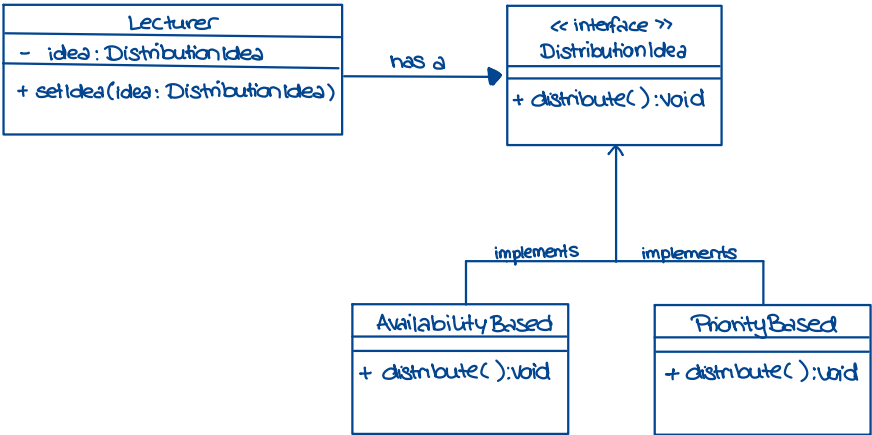 Lecturer
- idea: DistributionIdea
+ setIdea(idea: DistributionIdea)
has a
<< interface >>
DistributionIdea
+ distribute( ):void
implements
implements
AvailabilityBased
+ distribute( ):void
PriorityBased
+ distribute( ):void